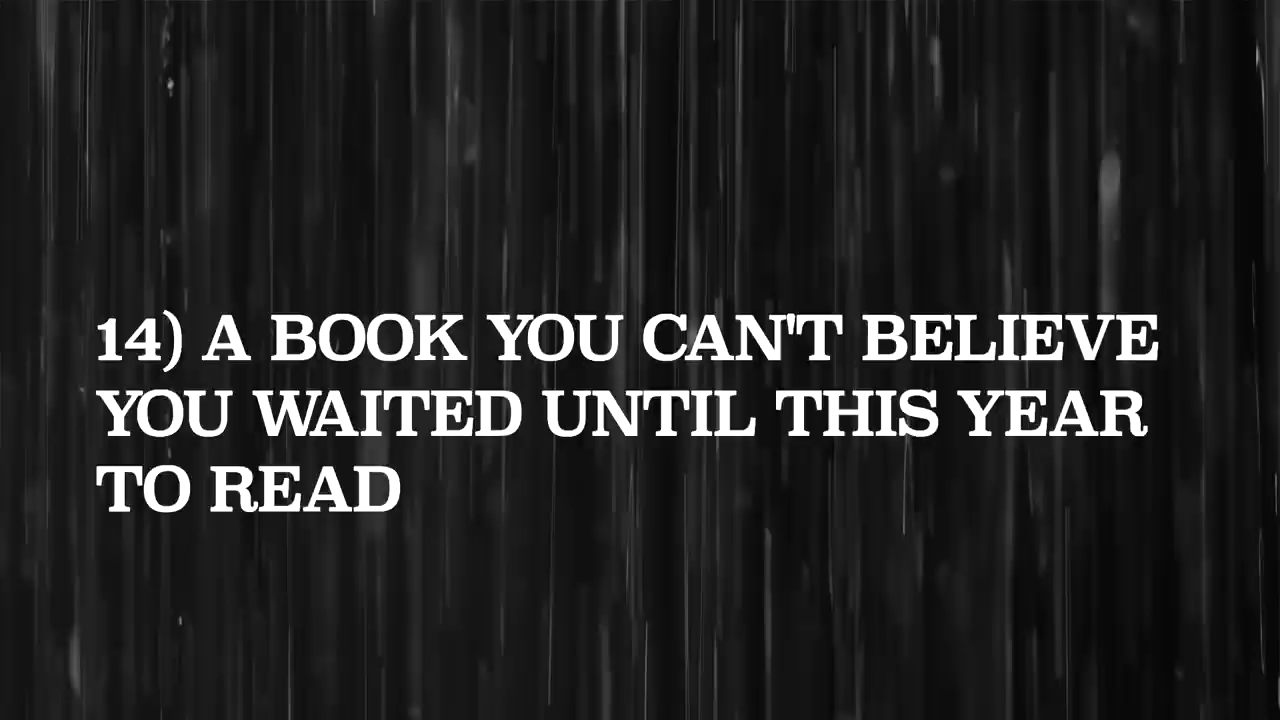 14) A BOOK YOU CAN'T BELIEVE
YOU WAITED UNTIL THIS YEAR
TO READ